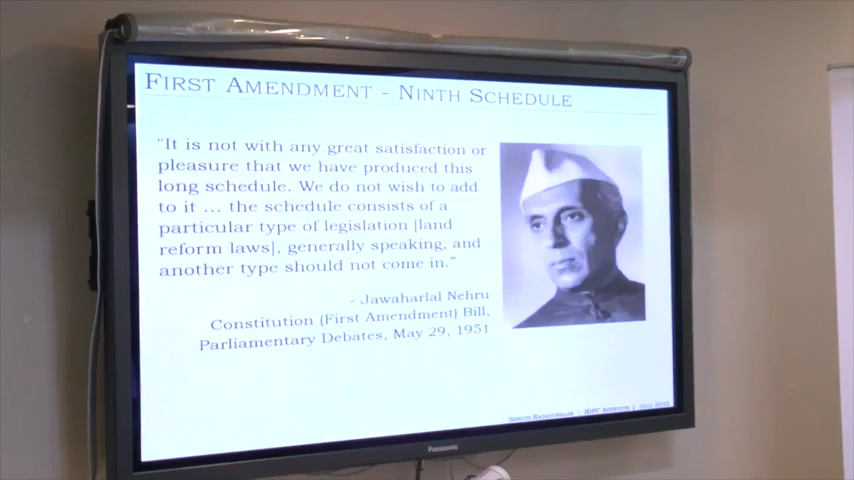 FIRST AMENDMENT - NINTH SCHEDULE
"It is not with any great satisfaction or
pleasure that we have produced this
long schedule. We do not wish to add
to it ... the schedule consists of a
particular type of legislation [land
reform laws], generally speaking, and
another type should not come in."
- Jawaharlal Nehru
Constitution (First Amendment) Bill,
Parliamentary Debates, May 29, 1951
Panasonic